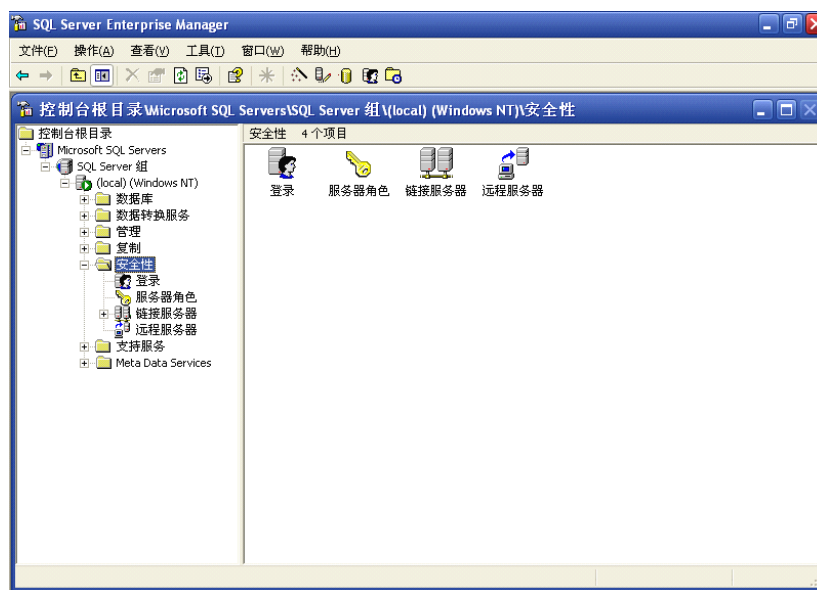 SQL Server Enterprise Manager
文件(F) 操作(A) 查看(V) 工具(T) 窗口(W) 帮助(H)
控制台根目录\Microsoft SQL Servers\SQL Server 组\(local) (Windows NT)\安全性
控制台根目录
Microsoft SQL Servers
SQL Server 组
(local) (Windows NT)
数据库
数据转换服务
管理
复制
安全性
登录
服务器角色
链接服务器
远程服务器
支持服务
Meta Data Services
安全性 4 个项目
登录 服务器角色 链接服务器 远程服务器